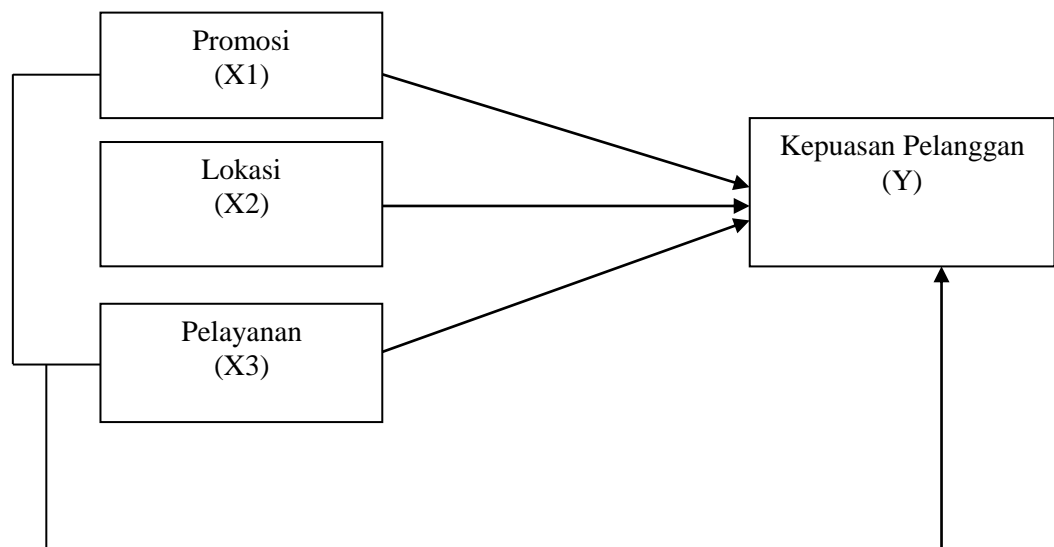 Promosi
(X1)
Lokasi
(X2)
Pelayanan
(X3)
Kepuasan Pelanggan
(Y)